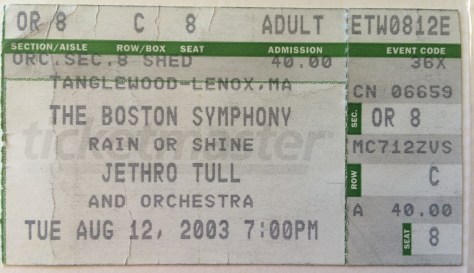 OR 8 C 8 ADULT ETW0812E
SECTION/AISLE ROW/BOX SEAT ADMISSION EVENT CODE
ORC.SEC.8 SHED 40.00 36X
TANGLEWOOD-LENOX,MA CN 06659
THE BOSTON SYMPHONY SEC. OR 8
ticketmaster
RAIN OR SHINE MC712ZVS
JETHRO TULL ROW C
AND ORCHESTRA A 40.00
TUE AUG 12, 2003 7:00PM SEAT 8